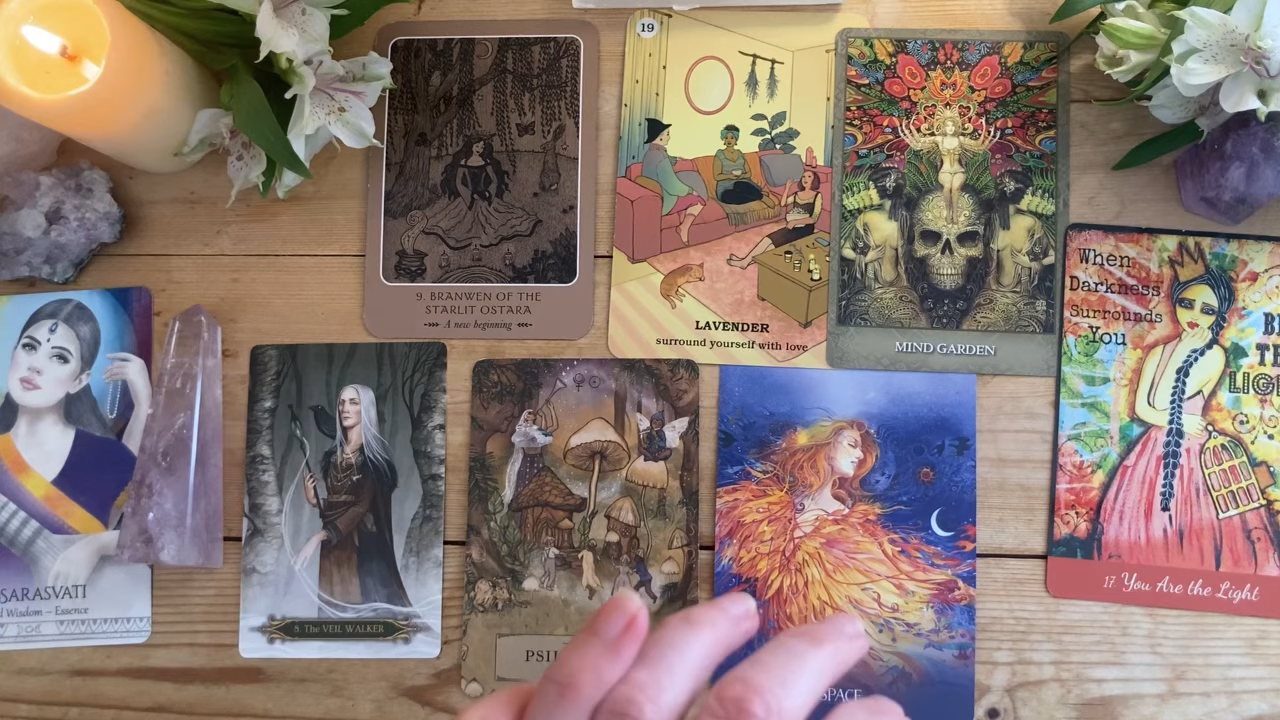 9. BRANWEN OF THE
STARLIT OSTARA
A new beginning
19
LAVENDER
surround yourself with love
MIND GARDEN
When
Darkness
Surrounds
You
17 You Are the Light
SARASVATI
Wisdom ~ Essence
8. The VEIL WALKER
SPACE